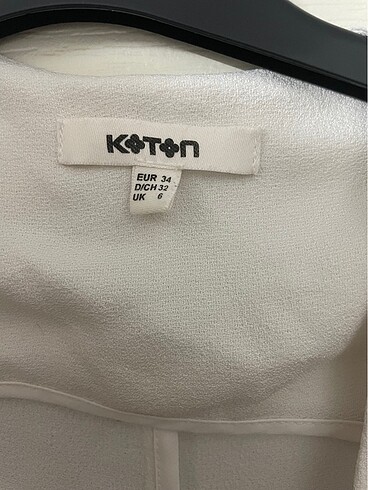 KOTON
EUR 34
D/CH 32
UK 6